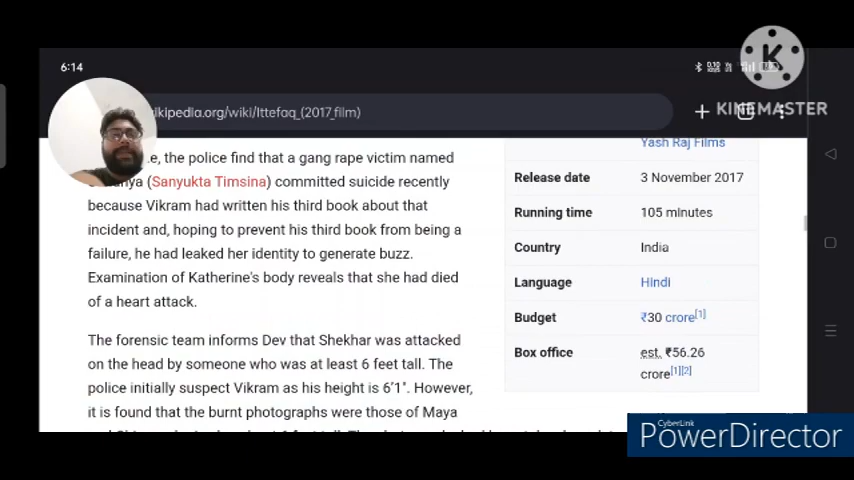 6:14
K
KINEMASTER
ikipedia.org/wiki/Ittefaq_(2017_film)
the police find that a gang rape victim named
(Sanyukta Timsina) committed suicide recently
because Vikram had written his third book about that
incident and, hoping to prevent his third book from being a
failure, he had leaked her identity to generate buzz.
Examination of Katherine's body reveals that she had died
of a heart attack.
The forensic team informs Dev that Shekhar was attacked
on the head by someone who was at least 6 feet tall. The
police initially suspect Vikram as his height is 6'1". However,
it is found that the burnt photographs were those of Maya
Yash Raj Films
Release date 3 November 2017
Running time 105 minutes
Country India
Language Hindi
Budget ₹30 crore[1]
Box office est. ₹56.26
crore[1][2]
CyberLink
PowerDirector